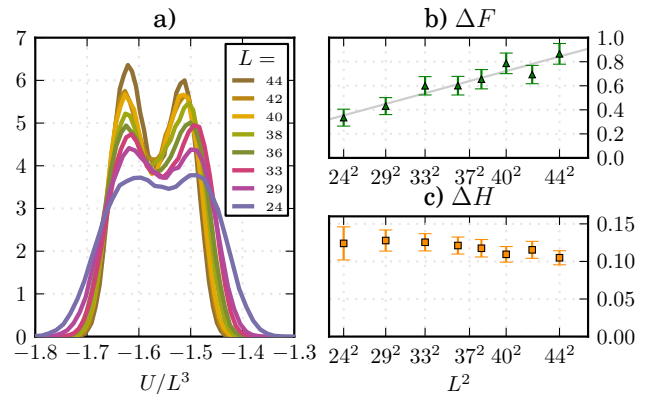 a)
7
6
5
4
3
2
1
0
−1.8 −1.7 −1.6 −1.5 −1.4 −1.3
U/L³
L =
44
42
40
38
36
33
29
24
b) ΔF
1.0
0.8
0.6
0.4
0.2
0.0
24² 29² 33² 37² 40² 44²
c) ΔH
0.15
0.10
0.05
0.00
24² 29² 33² 37² 40² 44²
L²